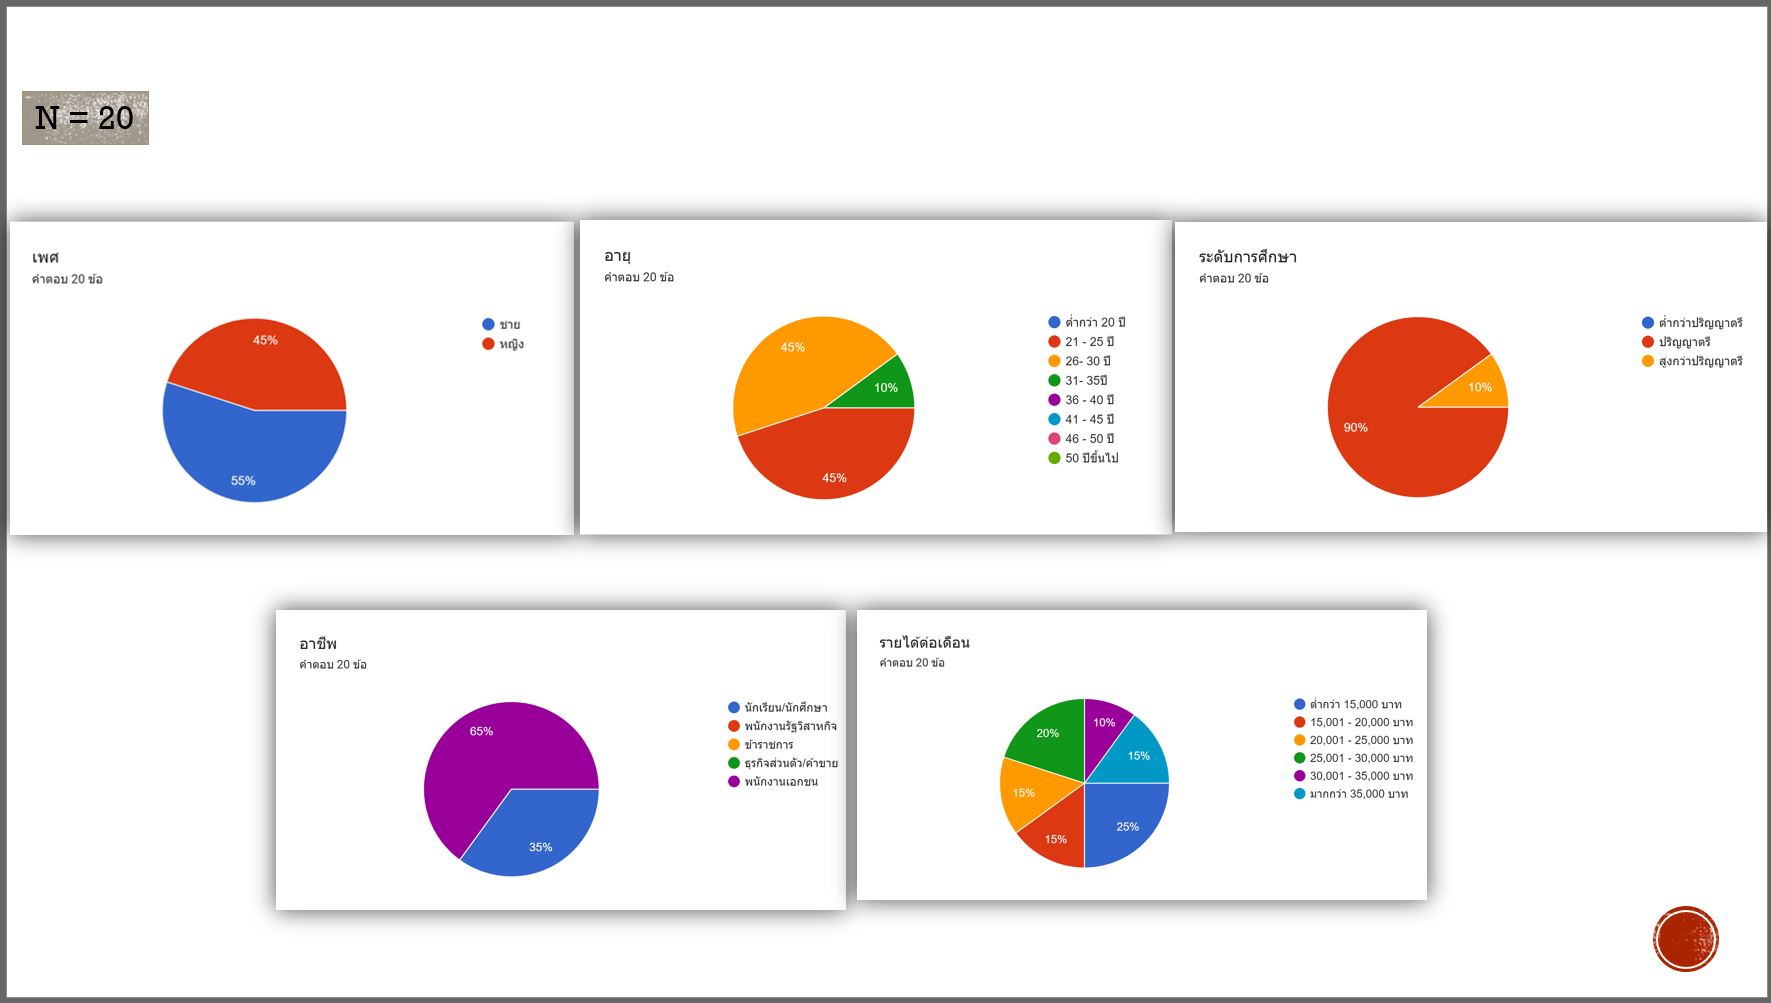 N = 20
เพศ
คำตอบ 20 ข้อ
45%
55%
ชาย
หญิง
อายุ
คำตอบ 20 ข้อ
45%
10%
45%
ต่ำกว่า 20 ปี
21 - 25 ปี
26- 30 ปี
31- 35ปี
36 - 40 ปี
41 - 45 ปี
46 - 50 ปี
50 ปีขึ้นไป
ระดับการศึกษา
คำตอบ 20 ข้อ
10%
90%
ต่ำกว่าปริญญาตรี
ปริญญาตรี
สูงกว่าปริญญาตรี
อาชีพ
คำตอบ 20 ข้อ
65%
35%
นักเรียน/นักศึกษา
พนักงานรัฐวิสาหกิจ
ข้าราชการ
ธุรกิจส่วนตัว/ค้าขาย
พนักงานเอกชน
รายได้ต่อเดือน
คำตอบ 20 ข้อ
10%
20%
15%
15%
25%
15%
ต่ำกว่า 15,000 บาท
15,001 - 20,000 บาท
20,001 - 25,000 บาท
25,001 - 30,000 บาท
30,001 - 35,000 บาท
มากกว่า 35,000 บาท